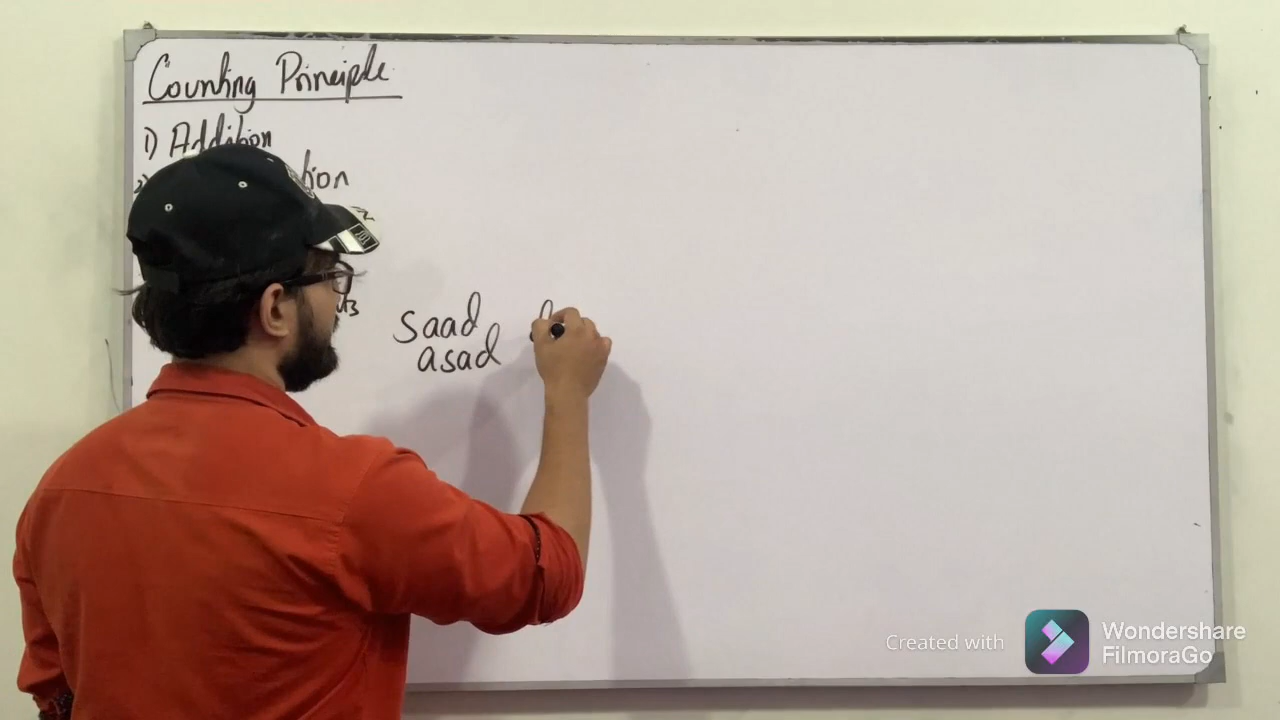 Counting Principle
1) Addition
saad
asad
Created with
Wondershare
FilmoraGo